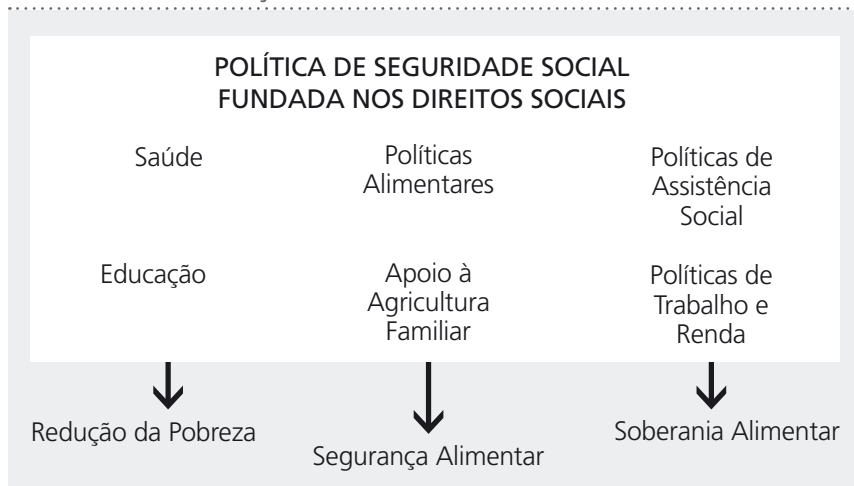 POLÍTICA DE SEGURIDADE SOCIAL
FUNDADA NOS DIREITOS SOCIAIS
Saúde
Políticas
Alimentares
Políticas de
Assistência
Social
Educação
Apoio à
Agricultura
Familiar
Políticas de
Trabalho e
Renda
Redução da Pobreza
Segurança Alimentar
Soberania Alimentar